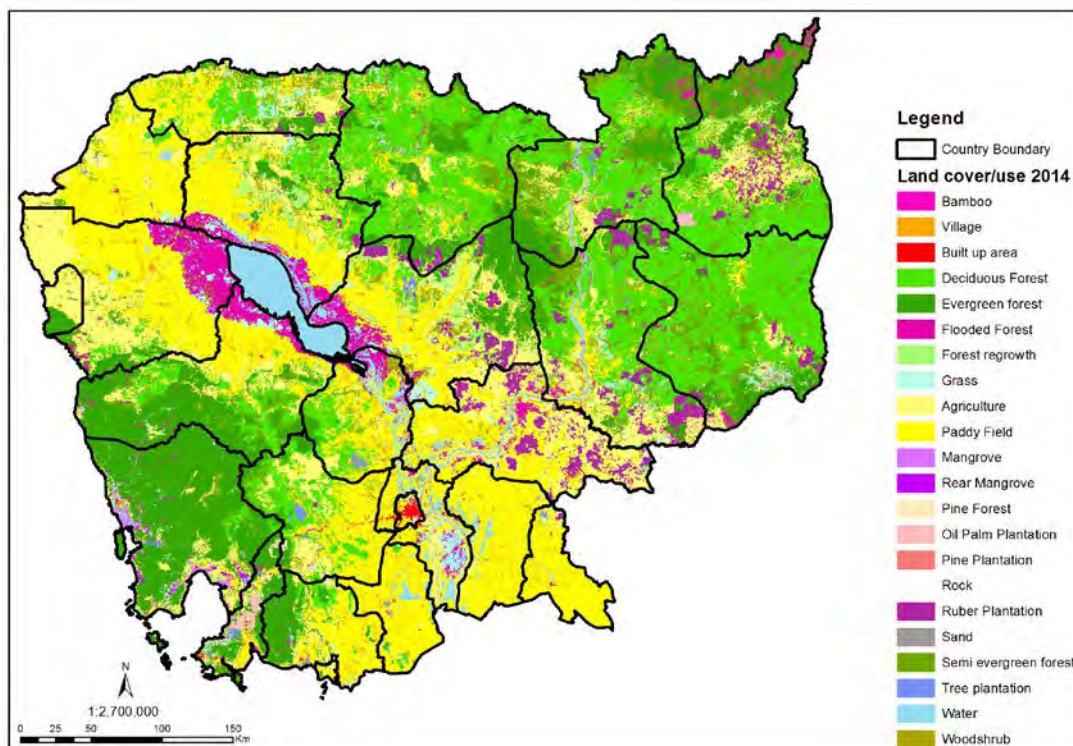 Legend
Country Boundary
Land cover/use 2014
Bamboo
Village
Built up area
Deciduous Forest
Evergreen forest
Flooded Forest
Forest regrowth
Grass
Agriculture
Paddy Field
Mangrove
Rear Mangrove
Pine Forest
Oil Palm Plantation
Pine Plantation
Rock
Ruber Plantation
Sand
Semi evergreen forest
Tree plantation
Water
Woodshrub
N
1:2.700.000
0 25 50 100 150
Km